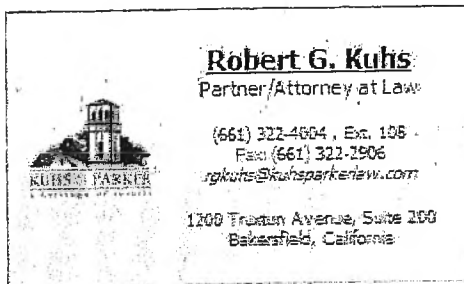 Robert G. Kuhs
Partner/Attorney at Law
(661) 322-4004 , Ext. 108
Fax: (661) 322-2906
rgkuhs@kuhsparkerlaw.com
KUHS & PARKER
1200 Truxtun Avenue, Suite 200
Bakersfield, California